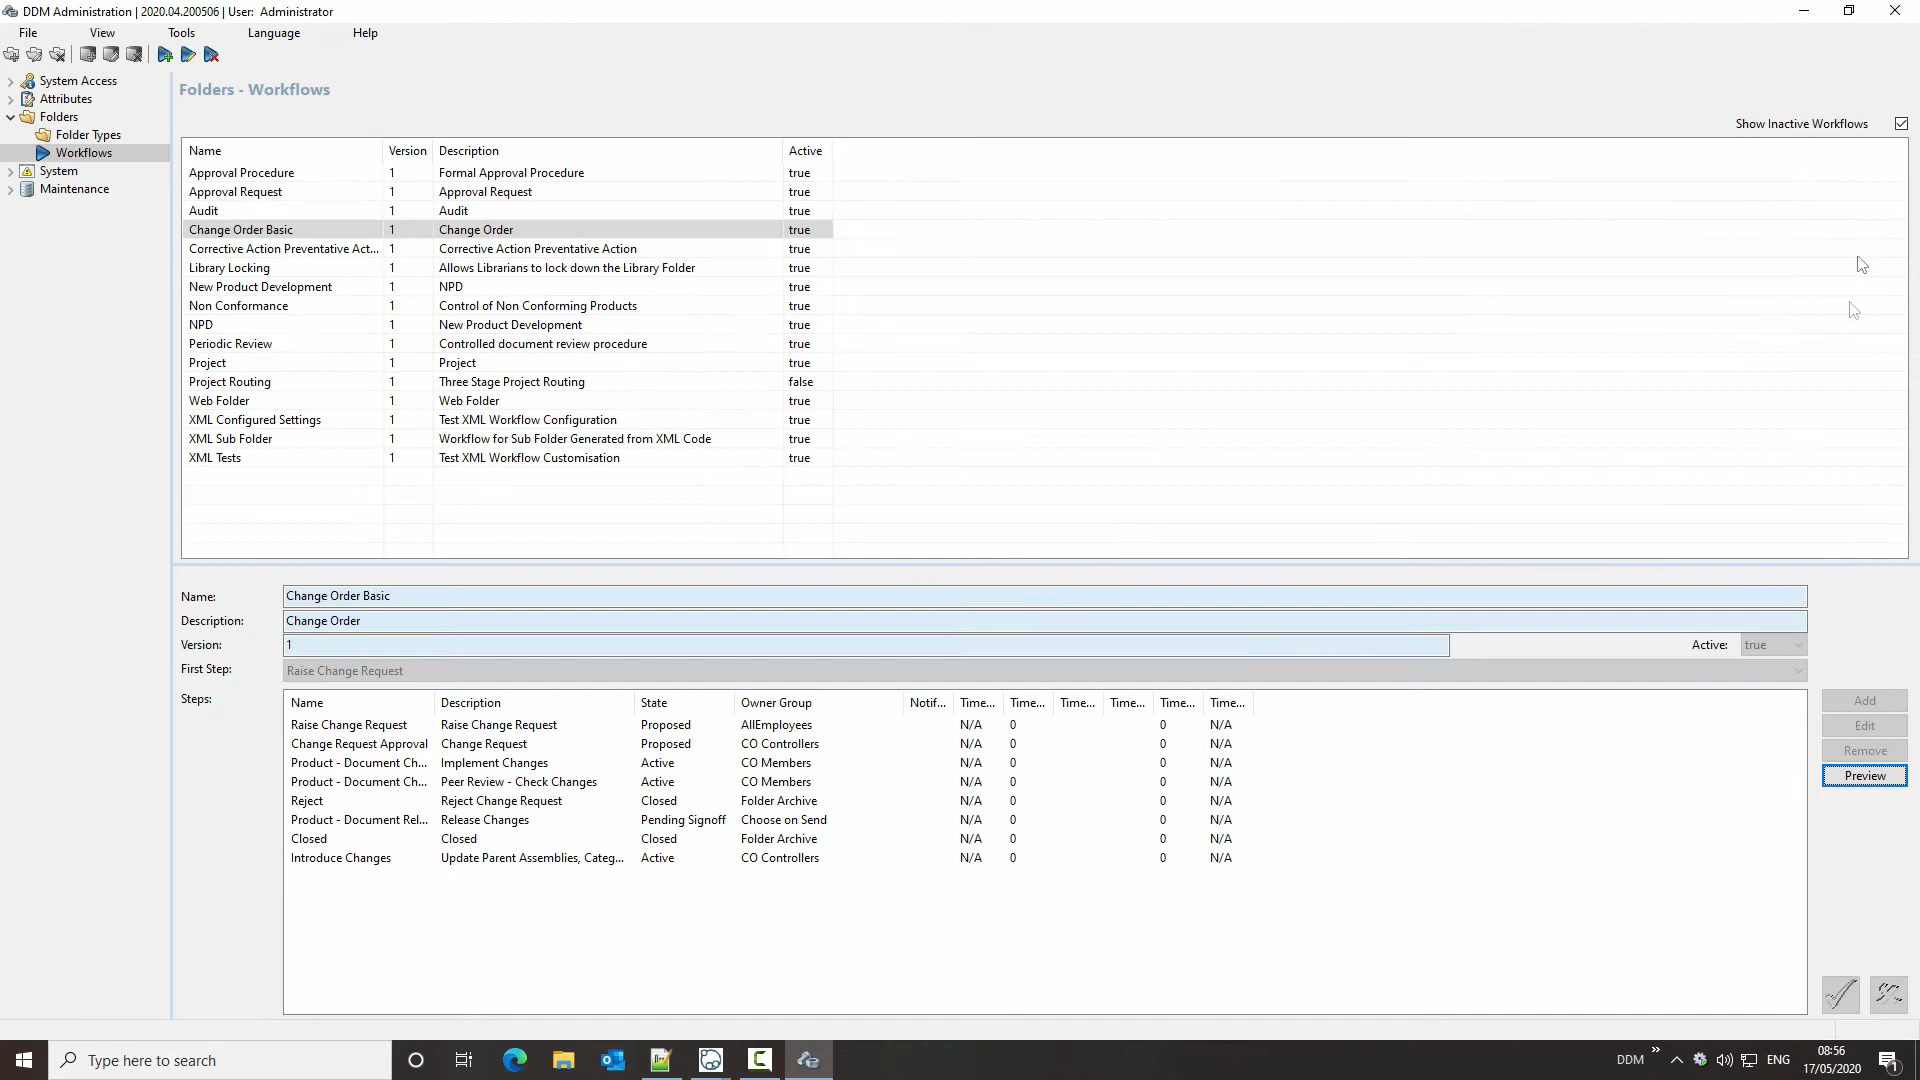 DDM Administration | 2020.04.200506 | User: Administrator
File View Tools Language Help
System Access
Attributes
Folders
Folder Types
Workflows
System
Maintenance
Folders - Workflows
Show Inactive Workflows
Name Version Description Active
Approval Procedure 1 Formal Approval Procedure true
Approval Request 1 Approval Request true
Audit 1 Audit true
Change Order Basic 1 Change Order true
Corrective Action Preventative Act... 1 Corrective Action Preventative Action true
Library Locking 1 Allows Librarians to lock down the Library Folder true
New Product Development 1 NPD true
Non Conformance 1 Control of Non Conforming Products true
NPD 1 New Product Development true
Periodic Review 1 Controlled document review procedure true
Project 1 Project true
Project Routing 1 Three Stage Project Routing false
Web Folder 1 Web Folder true
XML Configured Settings 1 Test XML Workflow Configuration true
XML Sub Folder 1 Workflow for Sub Folder Generated from XML Code true
XML Tests 1 Test XML Workflow Customisation true
Name: Change Order Basic
Description: Change Order
Version: 1 Active: true
First Step: Raise Change Request
Steps:
Name Description State Owner Group Notif... Time... Time... Time... Time... Time... Time...
Raise Change Request Raise Change Request Proposed AllEmployees N/A 0 0 N/A
Change Request Approval Change Request Proposed CO Controllers N/A 0 0 N/A
Product - Document Ch... Implement Changes Active CO Members N/A 0 0 N/A
Product - Document Ch... Peer Review - Check Changes Active CO Members N/A 0 0 N/A
Reject Reject Change Request Closed Folder Archive N/A 0 0 N/A
Product - Document Rel... Release Changes Pending Signoff Choose on Send N/A 0 0 N/A
Closed Closed Closed Folder Archive N/A 0 0 N/A
Introduce Changes Update Parent Assemblies, Categ... Active CO Controllers N/A 0 0 N/A
Add
Edit
Remove
Preview
Type here to search
DDM » ENG
08:56
17/05/2020
1